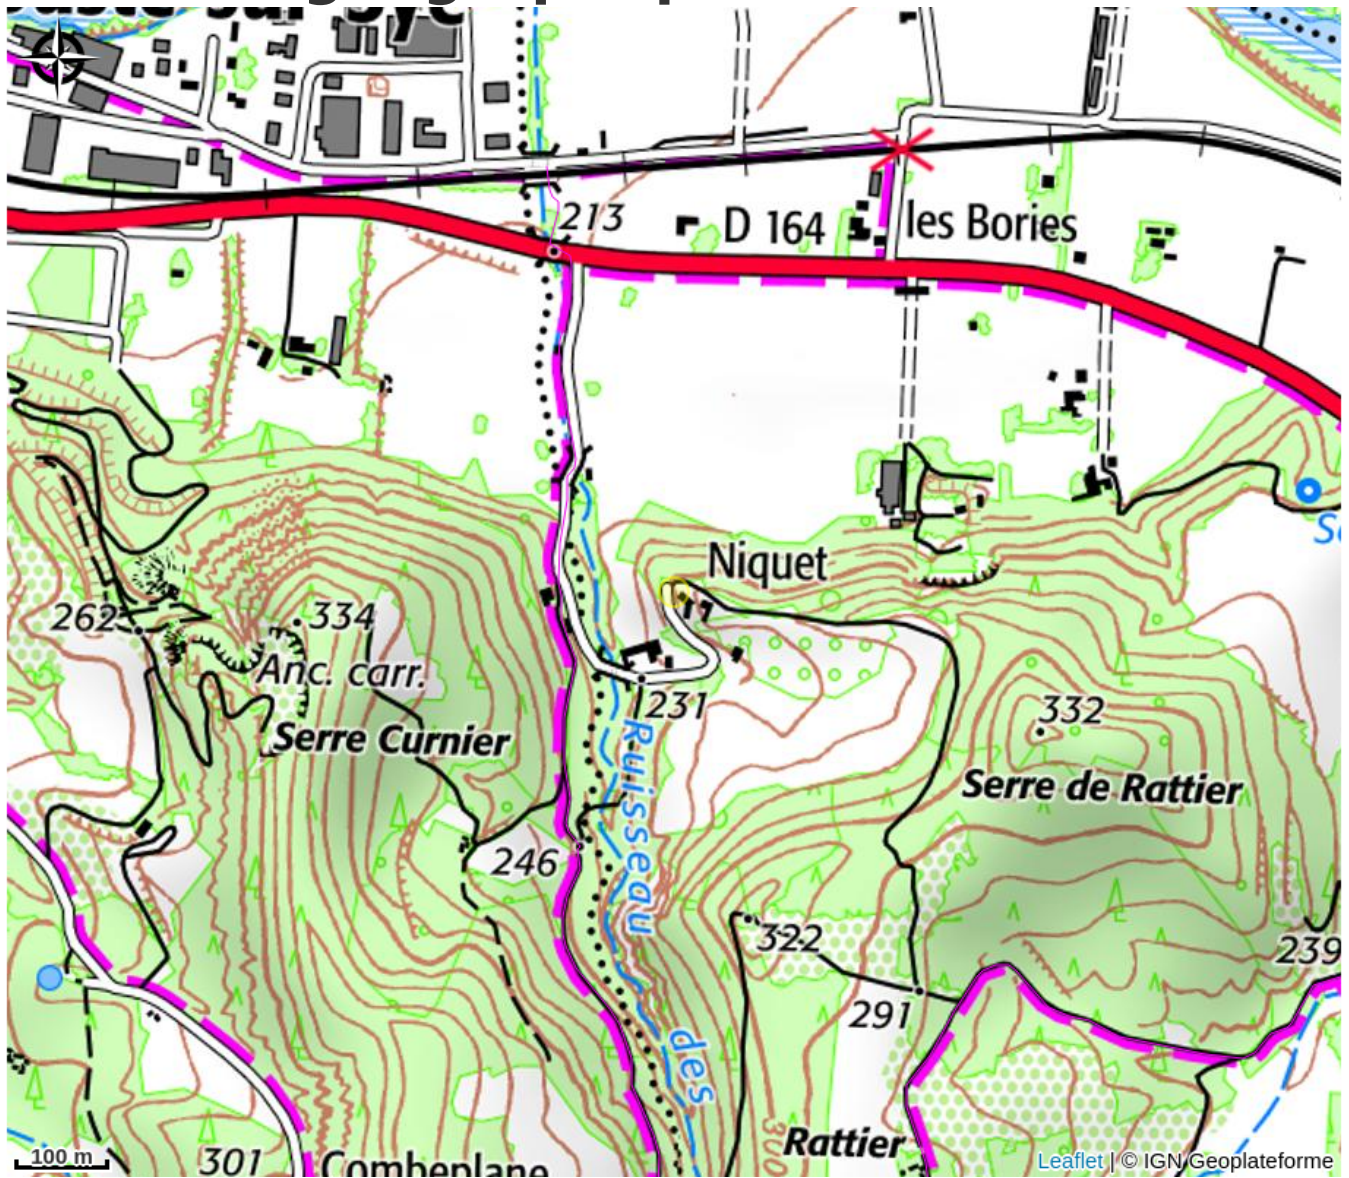 213
D 164
les Bories
Niquet
262
334
Anc. carr.
231
332
Serre Curnier
Serre de Rattier
Ruisseau
246
322
239
291
des
Rattier
301
Combeplane
100 m
Leaflet | © IGN Geoplateforme